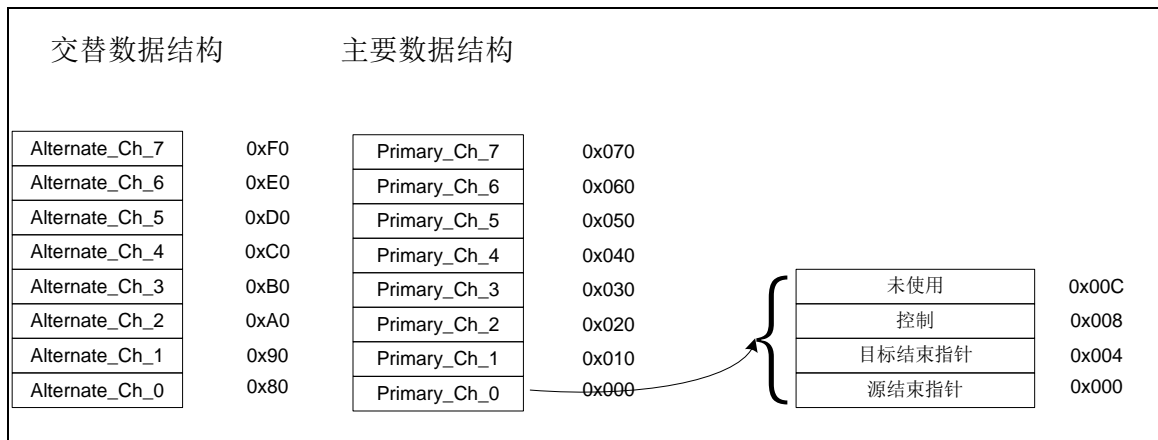 交替数据结构 主要数据结构
Alternate_Ch_7 0xF0 Primary_Ch_7 0x070
Alternate_Ch_6 0xE0 Primary_Ch_6 0x060
Alternate_Ch_5 0xD0 Primary_Ch_5 0x050
Alternate_Ch_4 0xC0 Primary_Ch_4 0x040
Alternate_Ch_3 0xB0 Primary_Ch_3 0x030 未使用 0x00C
Alternate_Ch_2 0xA0 Primary_Ch_2 0x020 控制 0x008
Alternate_Ch_1 0x90 Primary_Ch_1 0x010 目标结束指针 0x004
Alternate_Ch_0 0x80 Primary_Ch_0 0x000 源结束指针 0x000